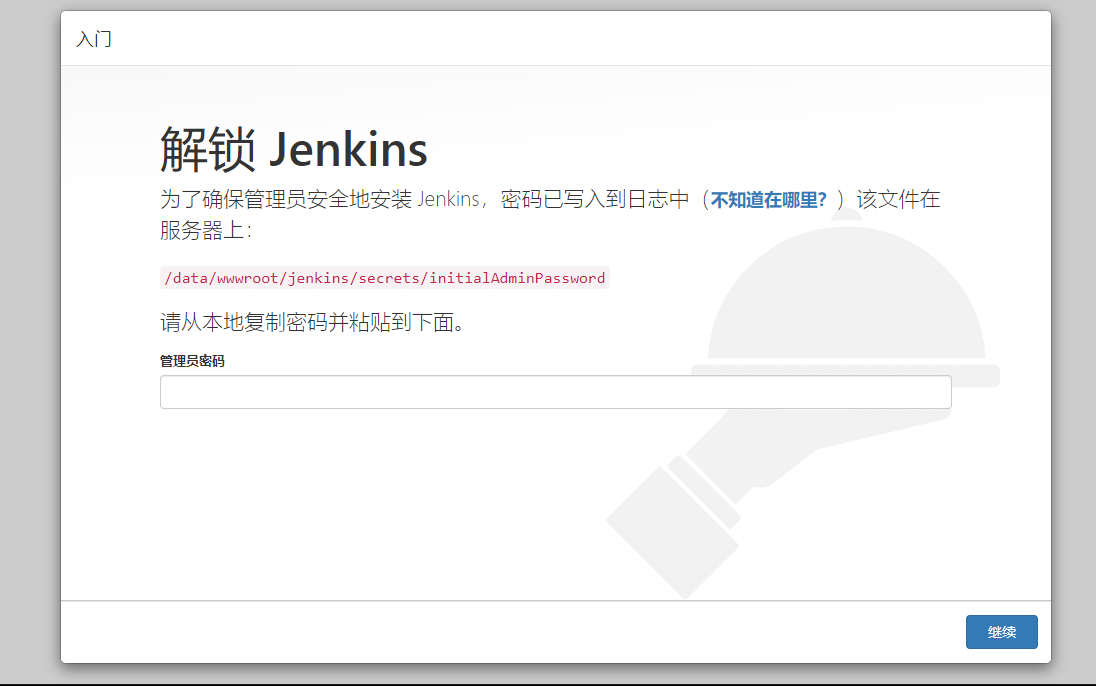 入门
解锁 Jenkins
为了确保管理员安全地安装 Jenkins，密码已写入到日志中（不知道在哪里？）该文件在
服务器上：
/data/wwwroot/jenkins/secrets/initialAdminPassword
请从本地复制密码并粘贴到下面。
管理员密码
继续